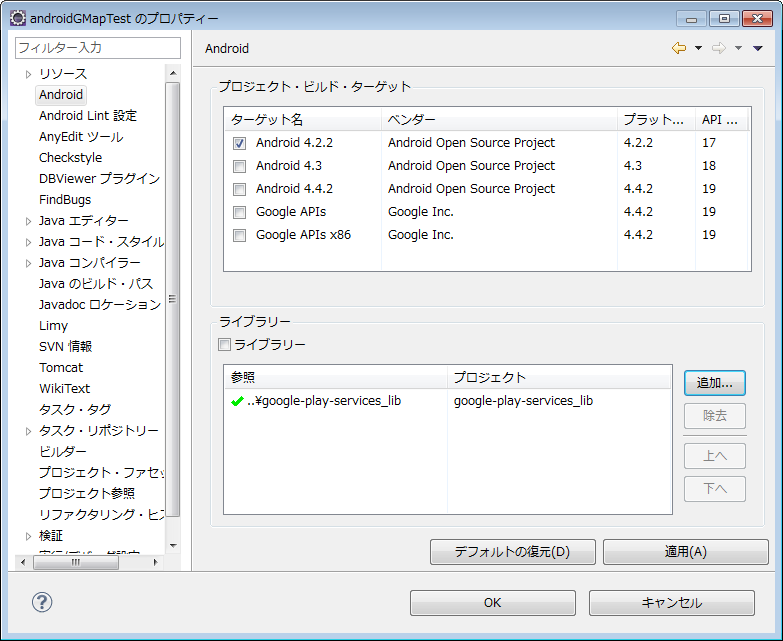 androidGMapTest のプロパティー
フィルター入力
Android
リソース
Android
Android Lint 設定
AnyEdit ツール
Checkstyle
DBViewer プラグイン
FindBugs
Java エディター
Java コード・スタイル
Java コンパイラー
Java のビルド・パス
Javadoc ロケーション
Limy
SVN 情報
Tomcat
WikiText
タスク・タグ
タスク・リポジトリー
ビルダー
プロジェクト・ファセッ
プロジェクト参照
リファクタリング・ヒス
検証
実行/デバッグ設定
プロジェクト・ビルド・ターゲット
ターゲット名 ベンダー プラット... API ...
Android 4.2.2 Android Open Source Project 4.2.2 17
Android 4.3 Android Open Source Project 4.3 18
Android 4.4.2 Android Open Source Project 4.4.2 19
Google APIs Google Inc. 4.4.2 19
Google APIs x86 Google Inc. 4.4.2 19
ライブラリー
ライブラリー
参照 プロジェクト
..¥google-play-services_lib google-play-services_lib
追加...
除去
上へ
下へ
デフォルトの復元(D) 適用(A)
? OK キャンセル